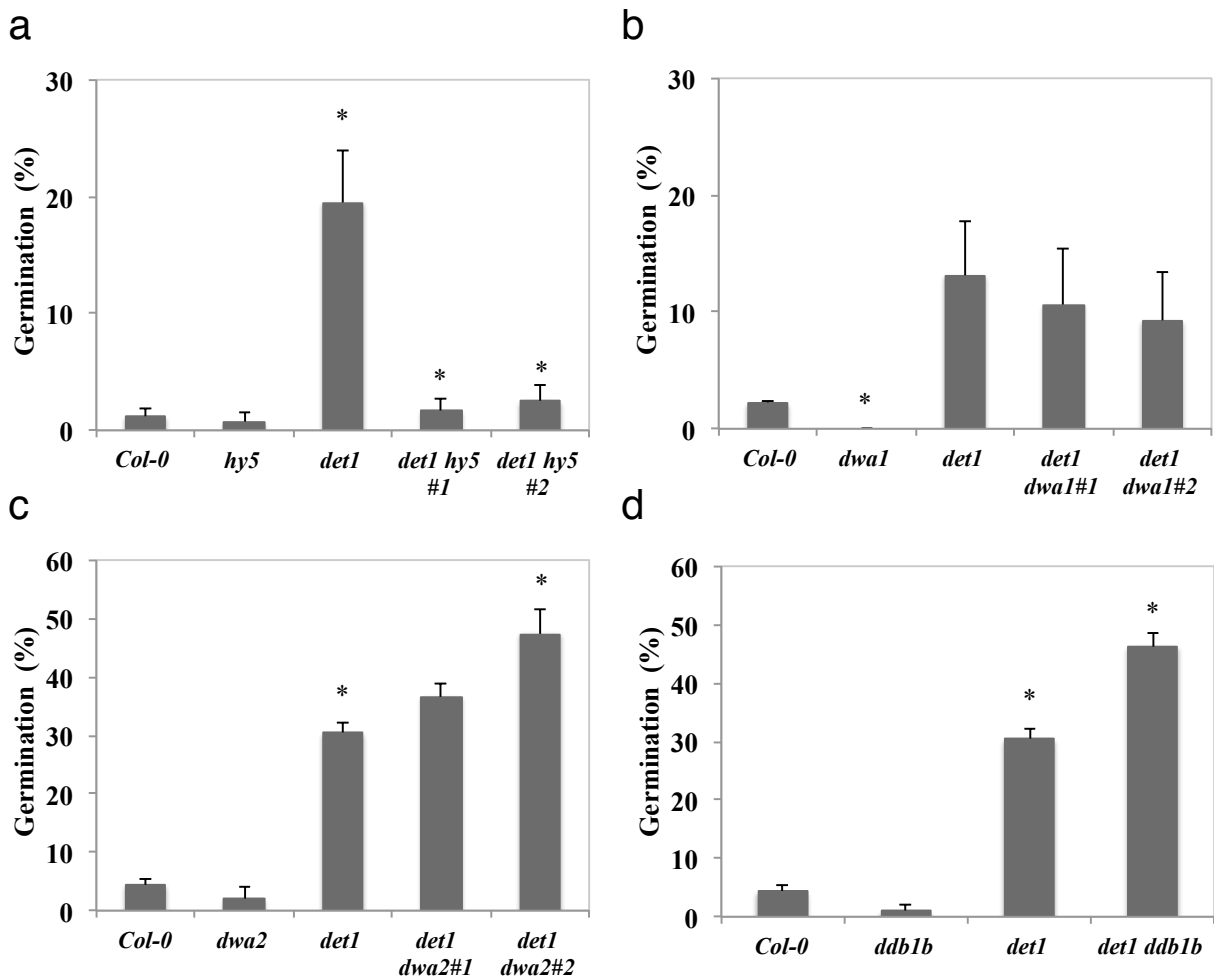 a
Germination (%)
30
20
10
0
*
*
*
Col-0
hy5
det1
det1 hy5
#1
det1 hy5
#2
b
Germination (%)
30
20
10
0
*
Col-0
dwa1
det1
det1
dwa1#1
det1
dwa1#2
c
Germination (%)
60
50
40
30
20
10
0
*
*
Col-0
dwa2
det1
det1
dwa2#1
det1
dwa2#2
d
Germination (%)
60
50
40
30
20
10
0
*
*
Col-0
ddb1b
det1
det1 ddb1b